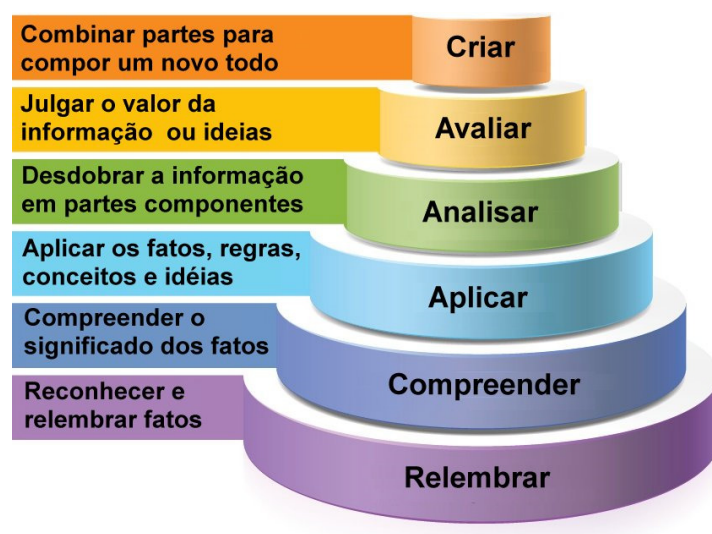 Combinar partes para
compor um novo todo
Criar
Julgar o valor da
informação ou ideias
Avaliar
Desdobrar a informação
em partes componentes
Analisar
Aplicar os fatos, regras,
conceitos e idéias
Aplicar
Compreender o
significado dos fatos
Compreender
Reconhecer e
relembrar fatos
Relembrar